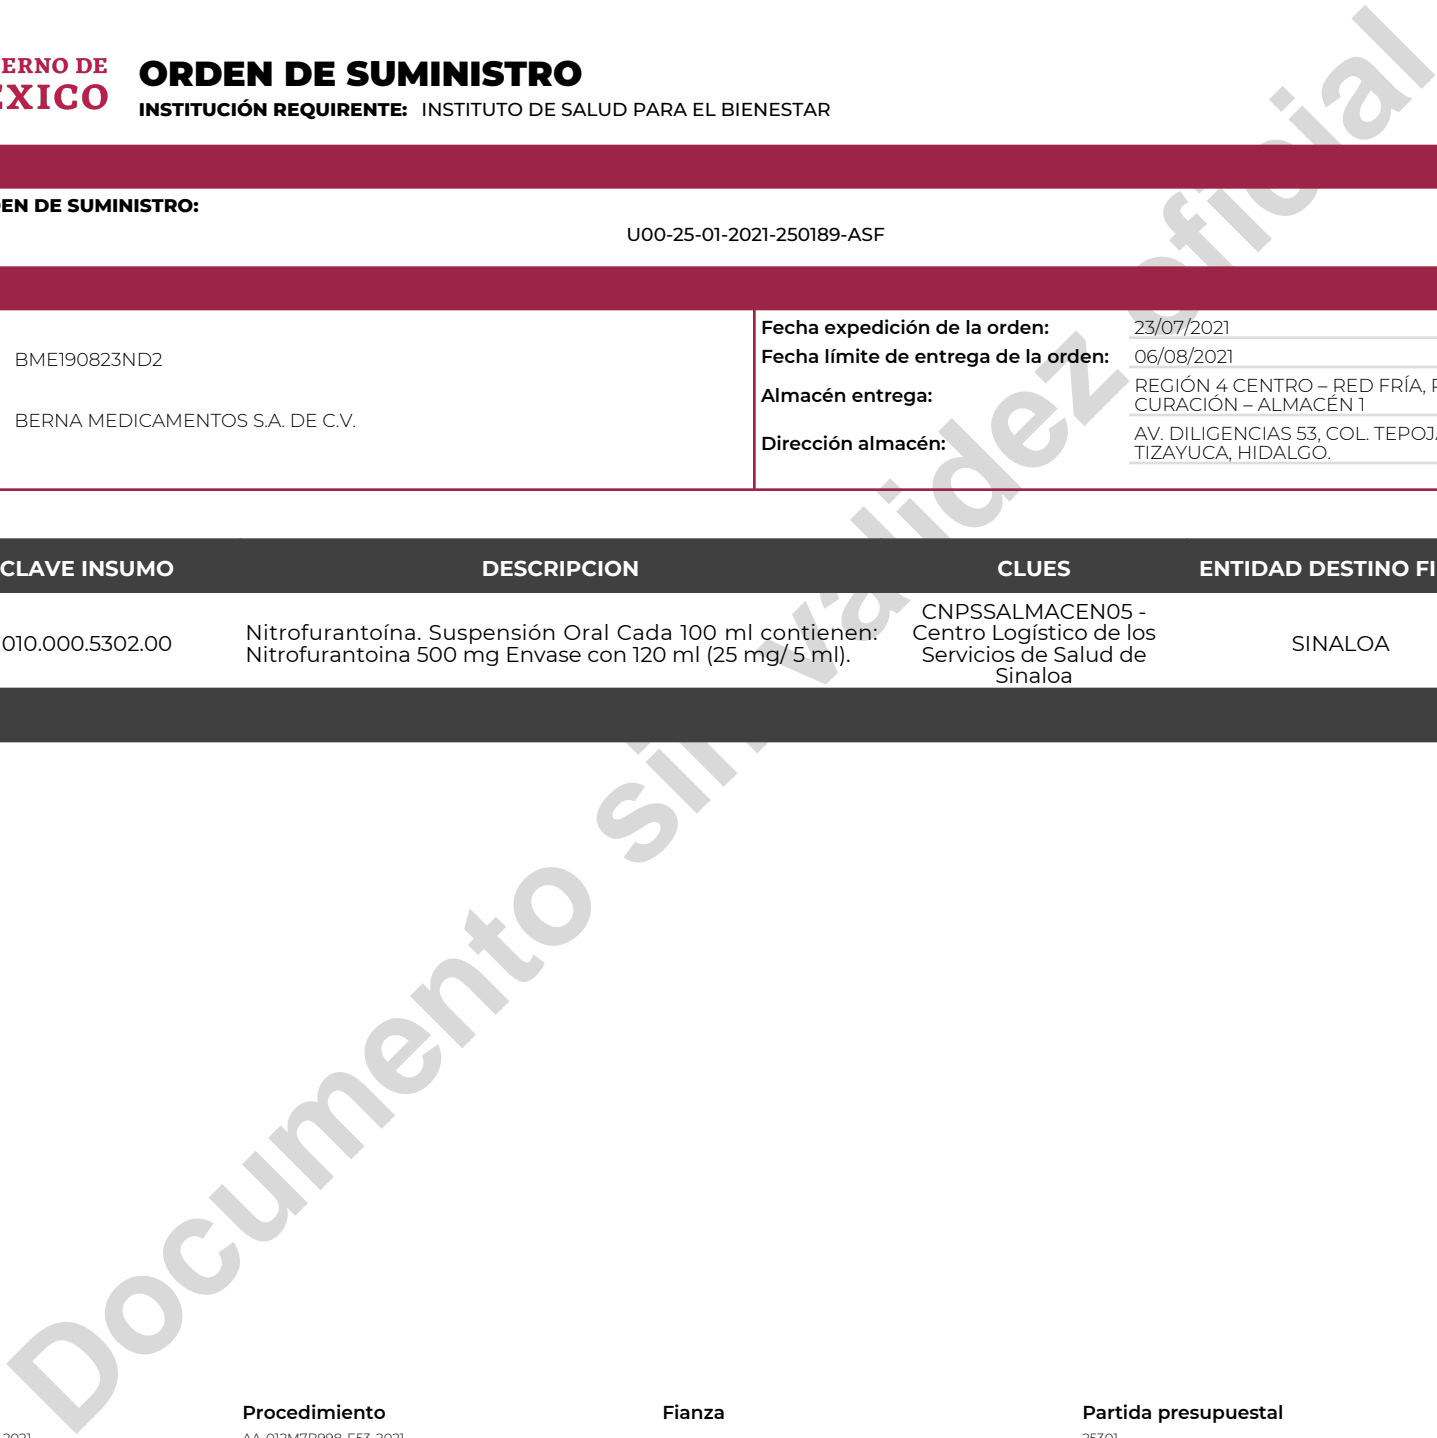 ERNO DE
EXICO
ORDEN DE SUMINISTRO
INSTITUCIÓN REQUIRENTE: INSTITUTO DE SALUD PARA EL BIENESTAR
EN DE SUMINISTRO:
U00-25-01-2021-250189-ASF
BME190823ND2
BERNA MEDICAMENTOS S.A. DE C.V.
Fecha expedición de la orden: 23/07/2021
Fecha límite de entrega de la orden: 06/08/2021
Almacén entrega: REGIÓN 4 CENTRO – RED FRÍA,
CURACIÓN – ALMACÉN 1
Dirección almacén: AV. DILIGENCIAS 53, COL. TEPOJ
TIZAYUCA, HIDALGO.
CLAVE INSUMO DESCRIPCION CLUES ENTIDAD DESTINO FI
010.000.5302.00
Nitrofurantoína. Suspensión Oral Cada 100 ml contienen:
Nitrofurantoina 500 mg Envase con 120 ml (25 mg/ 5 ml).
CNPSSALMACEN05 -
Centro Logístico de los
Servicios de Salud de
Sinaloa
SINALOA
Documento sin validez oficial
Procedimiento Fianza Partida presupuestal